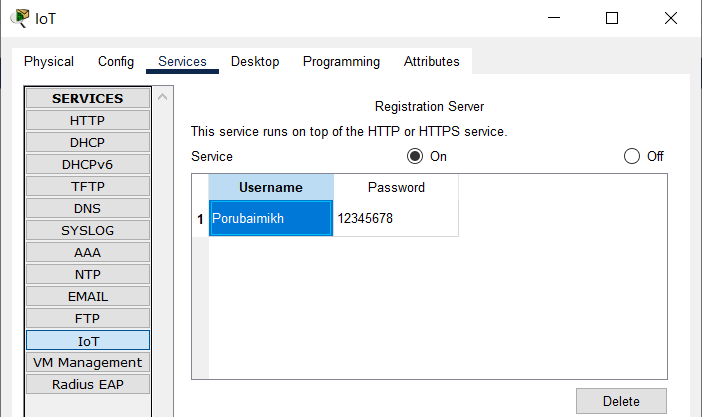 IoT
Physical Config Services Desktop Programming Attributes
SERVICES
HTTP
DHCP
DHCPv6
TFTP
DNS
SYSLOG
AAA
NTP
EMAIL
FTP
IoT
VM Management
Radius EAP
Registration Server
This service runs on top of the HTTP or HTTPS service.
Service On Off
Username Password
1 Porubaimikh 12345678
Delete